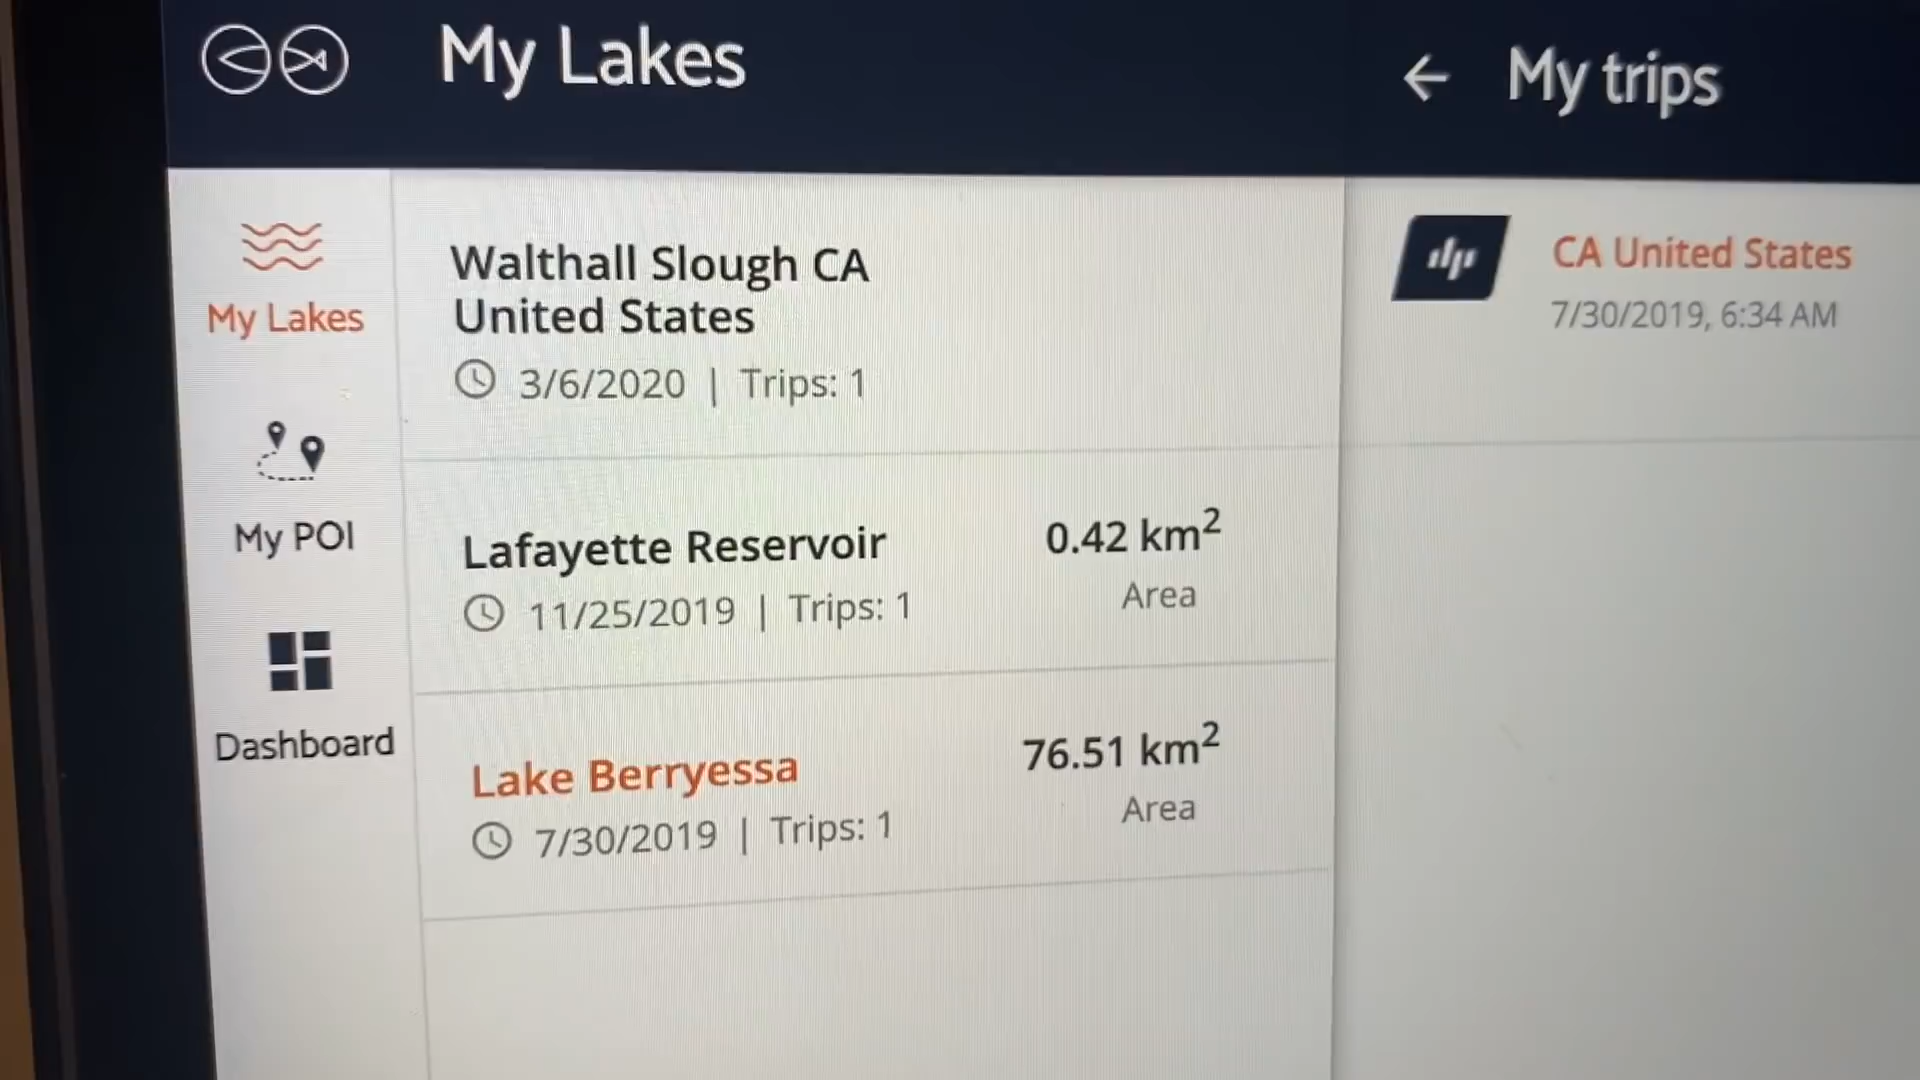 My Lakes
My trips
My Lakes
My POI
Dashboard
Walthall Slough CA
United States
3/6/2020 | Trips: 1
Lafayette Reservoir
11/25/2019 | Trips: 1
0.42 km²
Area
Lake Berryessa
7/30/2019 | Trips: 1
76.51 km²
Area
dp
CA United States
7/30/2019, 6:34 AM